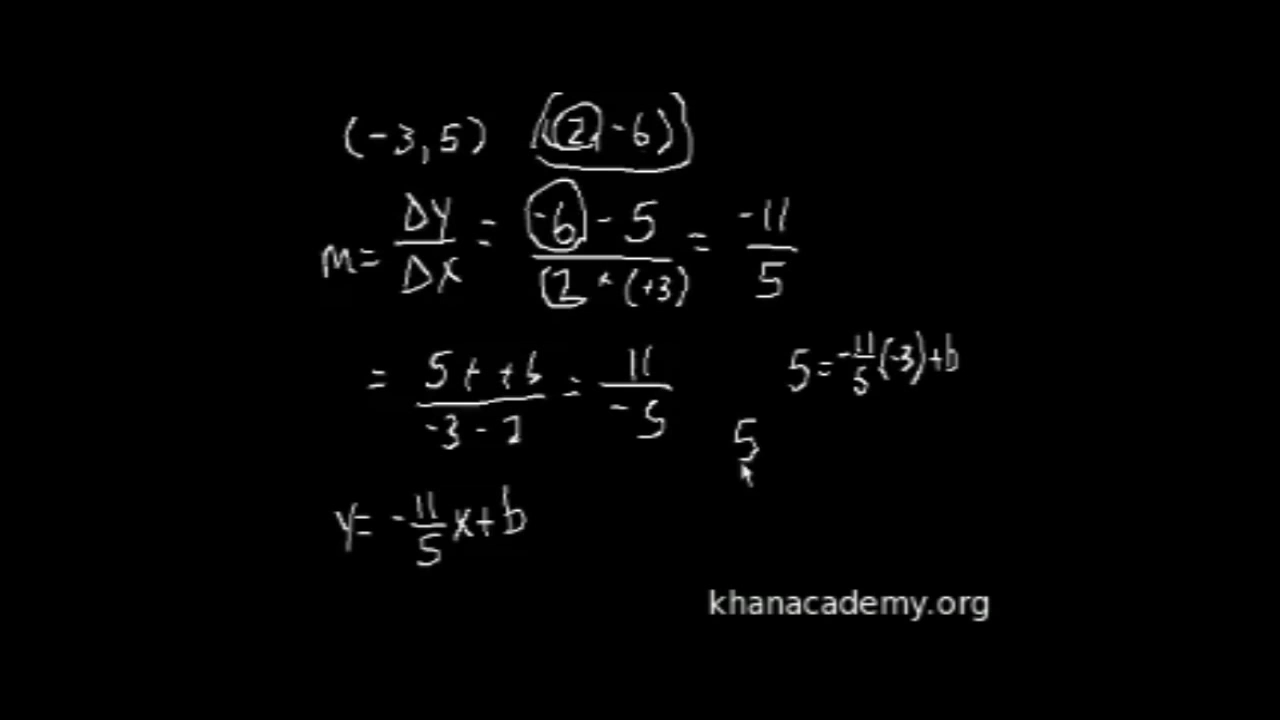 (-3,5) (2,-6)
m= ΔY/ΔX = -6-5/(2+(+3) = -11/5
= 5++6/-3-2 = 11/-5
5=-11/5(-3)+b
5
Y= -11/5x+b
khanacademy.org